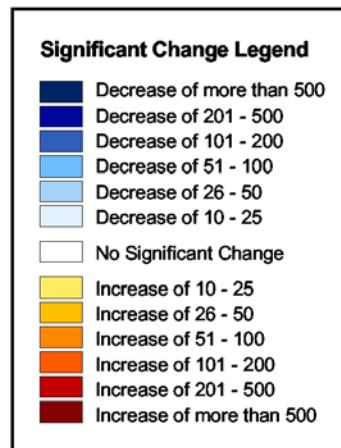 Significant Change Legend
Decrease of more than 500
Decrease of 201 - 500
Decrease of 101 - 200
Decrease of 51 - 100
Decrease of 26 - 50
Decrease of 10 - 25
No Significant Change
Increase of 10 - 25
Increase of 26 - 50
Increase of 51 - 100
Increase of 101 - 200
Increase of 201 - 500
Increase of more than 500